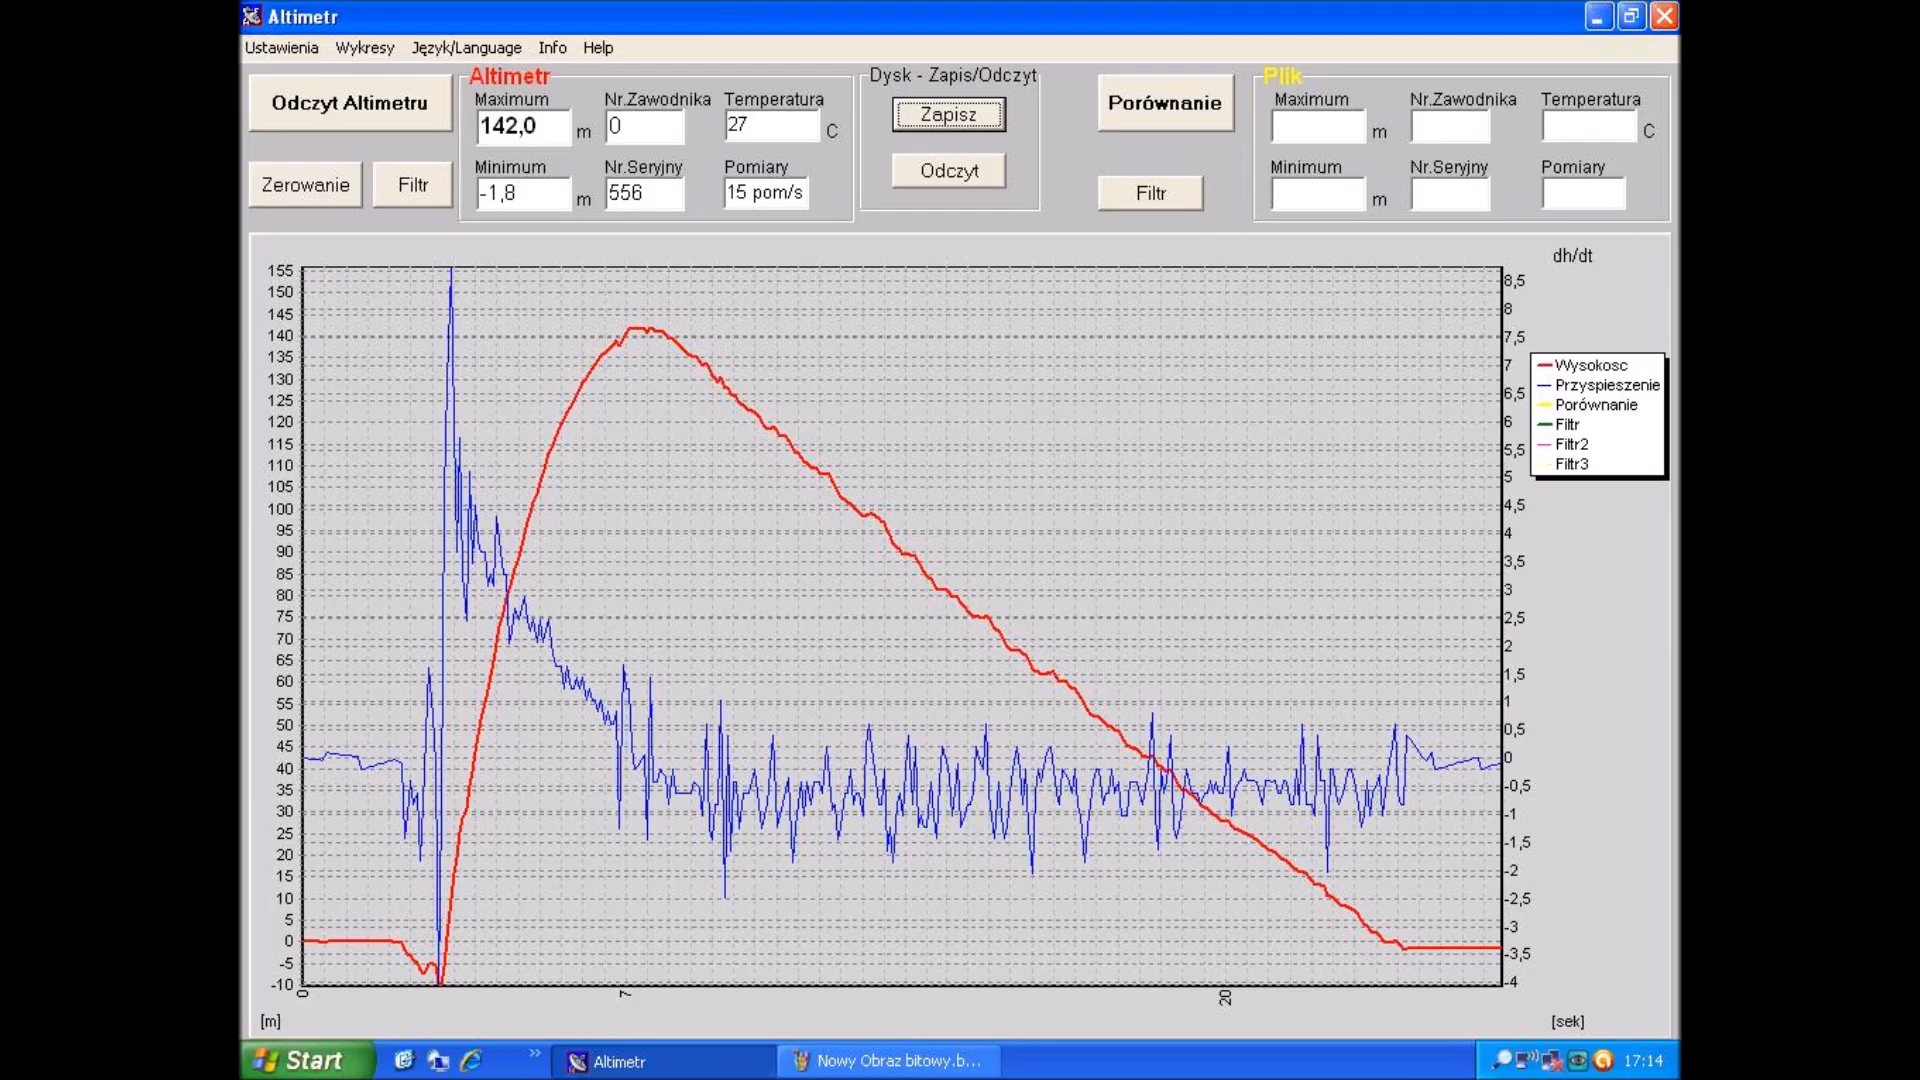 Altimetr
Ustawienia Wykresy Język/Language Info Help
Odczyt Altimetru
Zerowanie
Filtr
Altimetr
Maximum Nr.Zawodnika Temperatura
142,0 m 0 27 C
Minimum Nr.Seryjny Pomiary
-1,8 m 556 15 pom/s
Dysk - Zapis/Odczyt
Zapisz
Odczyt
Porównanie
Filtr
Plik
Maximum Nr.Zawodnika Temperatura
m C
Minimum Nr.Seryjny Pomiary
m
dh/dt
155
150
145
140
135
130
125
120
115
110
105
100
95
90
85
80
75
70
65
60
55
50
45
40
35
30
25
20
15
10
5
0
-5
-10
8,5
8
7,5
7
6,5
6
5,5
5
4,5
4
3,5
3
2,5
2
1,5
1
0,5
0
-0,5
-1
-1,5
-2
-2,5
-3
-3,5
-4
Wysokosc
Przyspieszenie
Porównanie
Filtr
Filtr2
Filtr3
0 7 20
[m] [sek]
Start
»
Altimetr
Nowy Obraz bitowy.b...
17:14